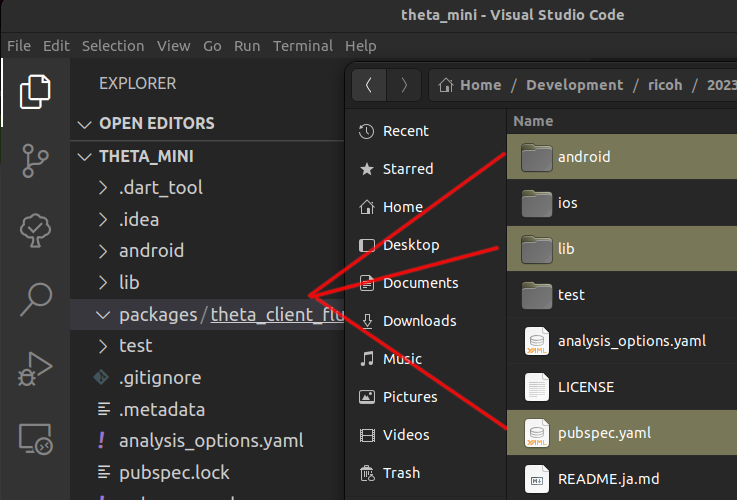 theta_mini - Visual Studio Code
File Edit Selection View Go Run Terminal Help
EXPLORER
OPEN EDITORS
THETA_MINI
.dart_tool
.idea
android
lib
packages/theta_client_flu
test
.gitignore
.metadata
analysis_options.yaml
pubspec.lock
Home / Development / ricoh / 2023
Recent
Starred
Home
Desktop
Documents
Downloads
Music
Pictures
Videos
Trash
Name
android
ios
lib
test
YAML analysis_options.yaml
LICENSE
YAML pubspec.yaml
README.ja.md